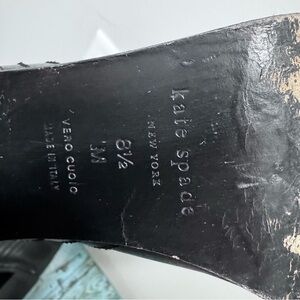 kate spade
NEW YORK
8½
M
VERO CUOIO
MADE IN ITALY